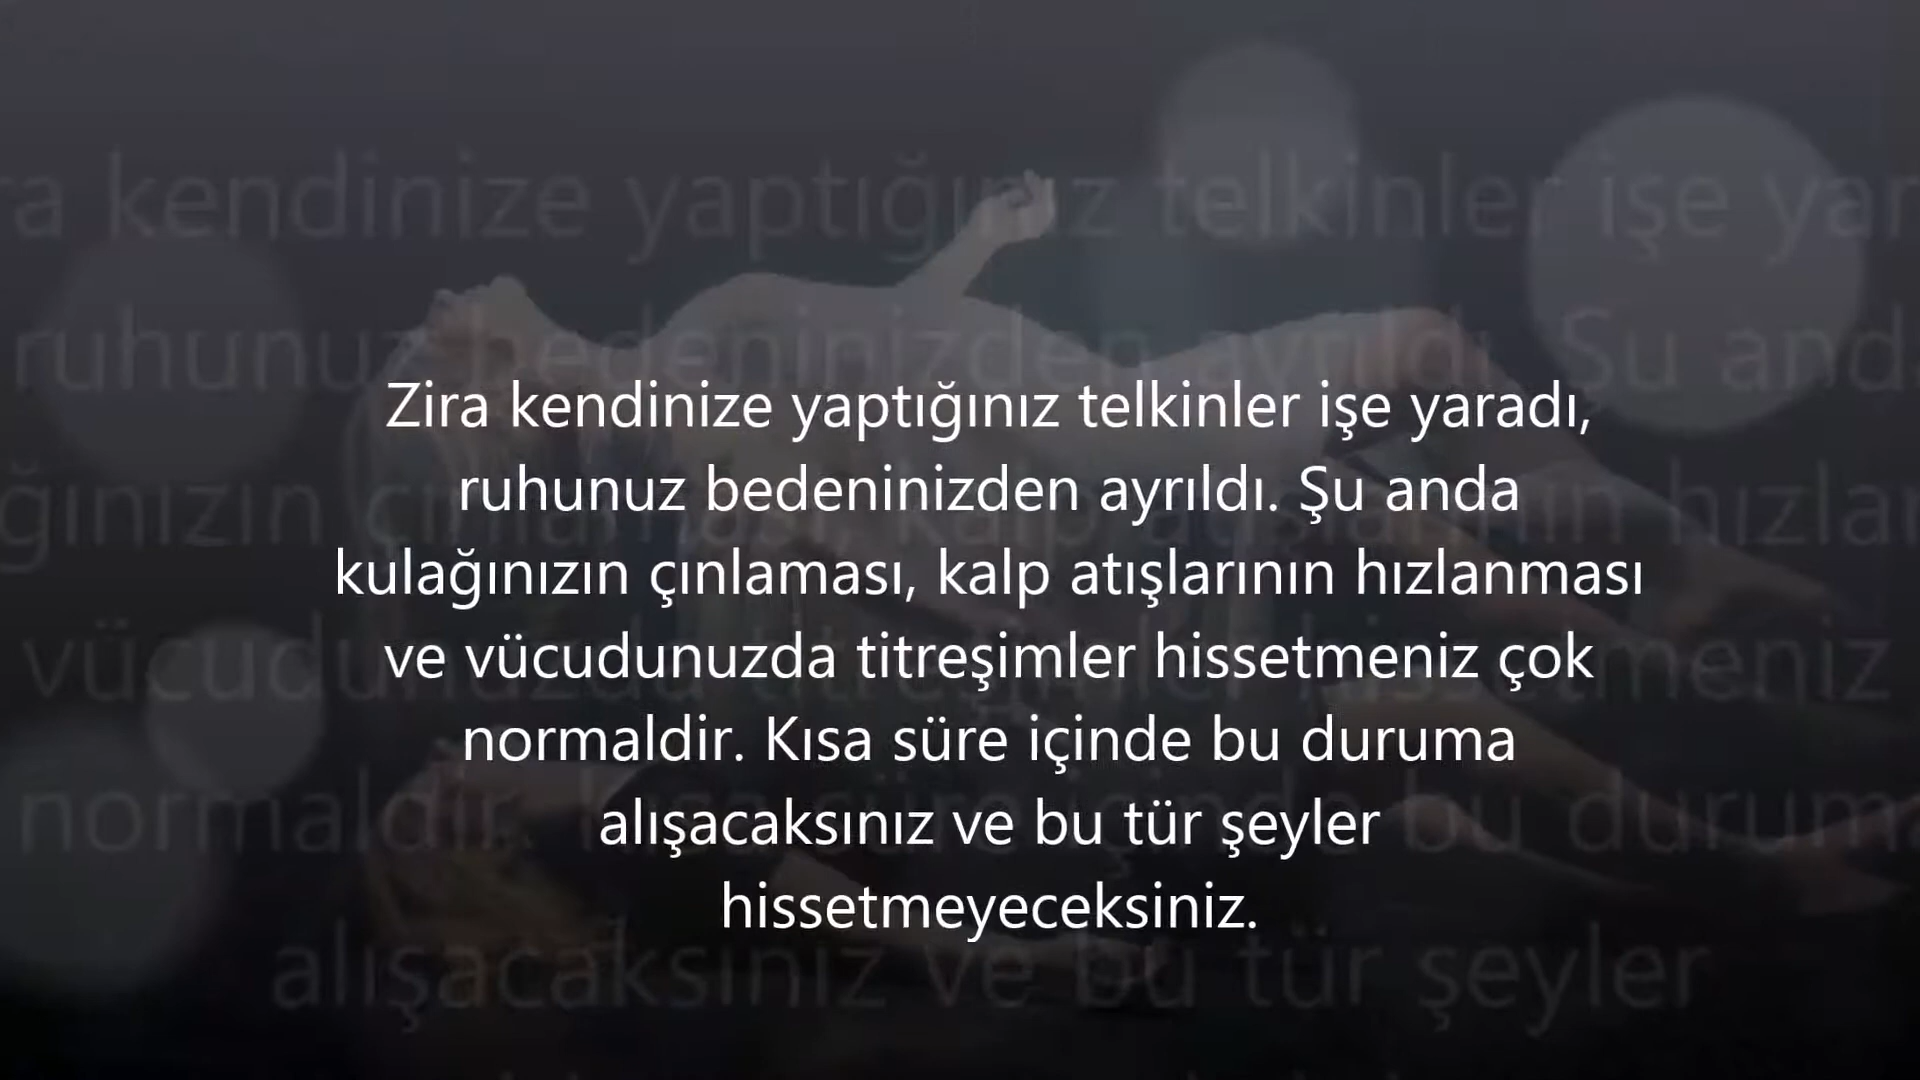 Zira kendinize yaptığınız telkinler işe yaradı,
ruhunuz bedeninizden ayrıldı. Şu anda
kulağınızın çınlaması, kalp atışlarının hızlanması
ve vücudunuzda titreşimler hissetmeniz çok
normaldir. Kısa süre içinde bu duruma
alışacaksınız ve bu tür şeyler
hissetmeyeceksiniz.